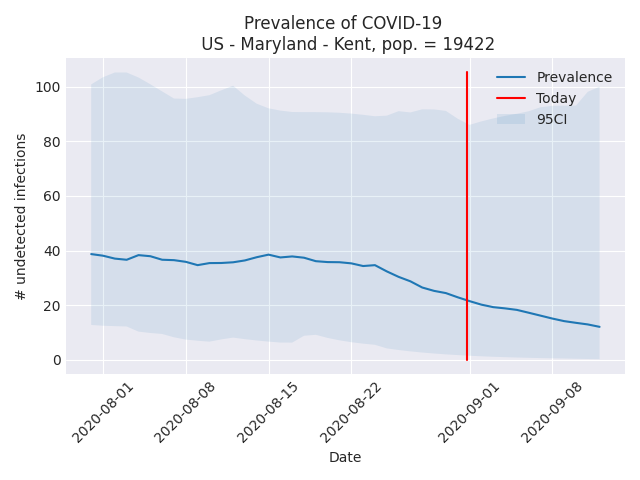 Prevalence of COVID-19
US - Maryland - Kent, pop. = 19422
# undetected infections
100
80
60
40
20
0
Prevalence
Today
95CI
2020-08-01
2020-08-08
2020-08-15
2020-08-22
2020-09-01
2020-09-08
Date